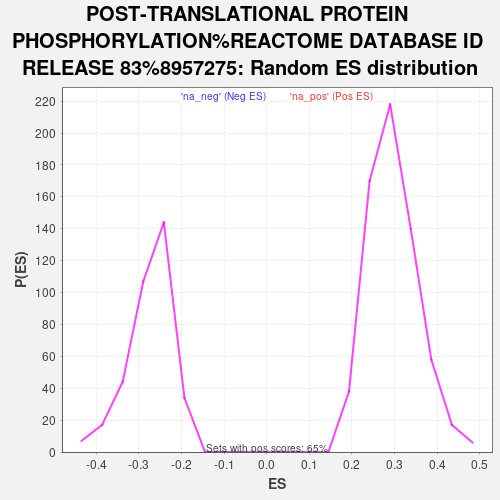 POST-TRANSLATIONAL PROTEIN
PHOSPHORYLATION%REACTOME DATABASE ID
RELEASE 83%8957275: Random ES distribution
'na_neg' (Neg ES) 'na_pos' (Pos ES)
220
200
180
160
140
120
100
80
60
40
20
0
P(ES)
Sets with pos scores: 65%
-0.4 -0.3 -0.2 -0.1 0.0 0.1 0.2 0.3 0.4 0.5
ES